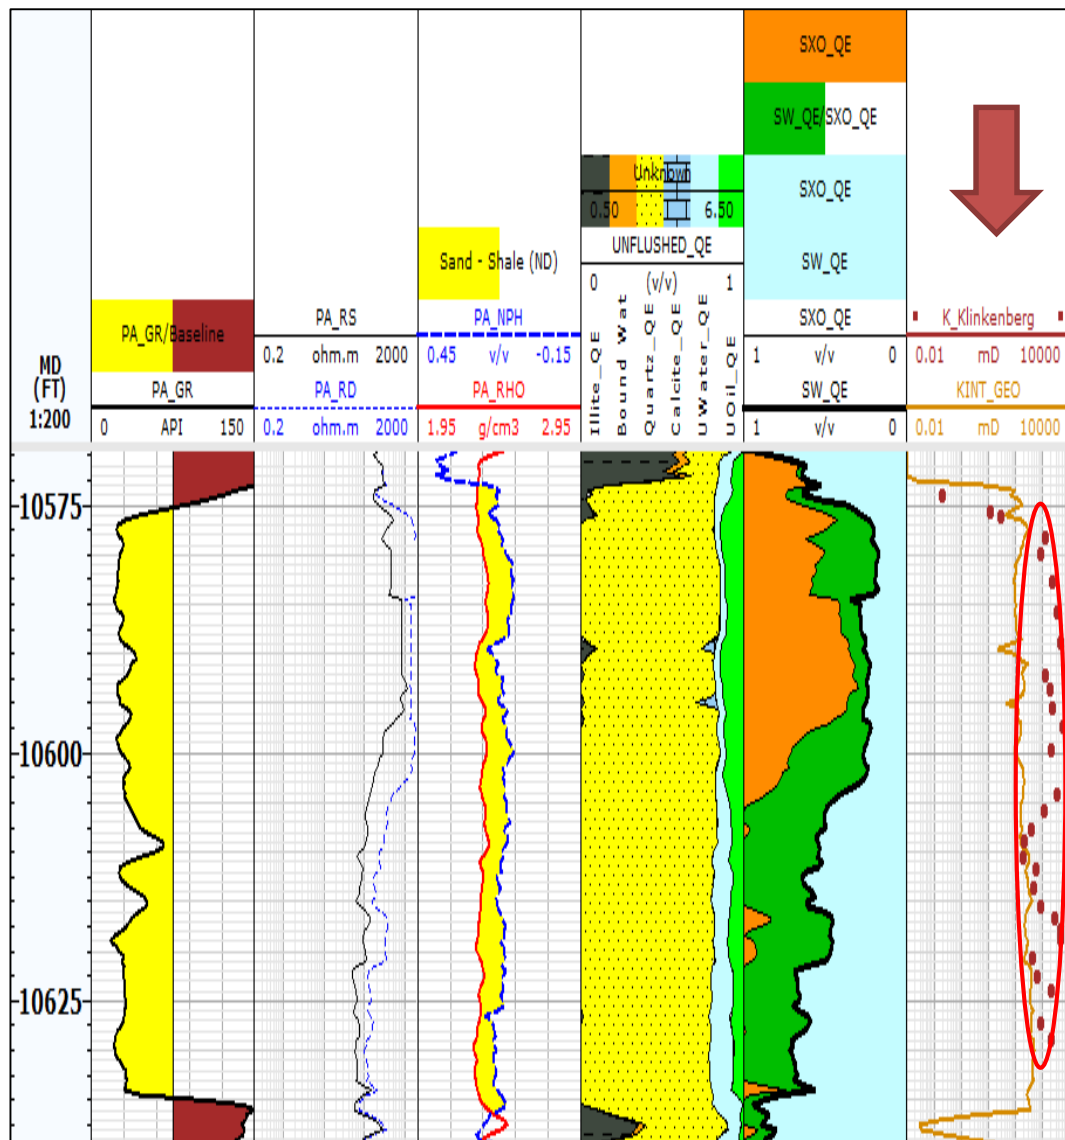 MD
(FT)
1:200
PA_GR/Baseline
PA_GR
0 API 150
PA_RS
0.2 ohm.m 2000
PA_RD
0.2 ohm.m 2000
Sand - Shale (ND)
PA_NPH
0.45 v/v -0.15
PA_RHO
1.95 g/cm3 2.95
Unknown
0.50 6.50
UNFLUSHED_QE
0 (v/v) 1
Illite_QE
Bound Wat
Quartz_QE
Calcite_QE
UWater_QE
UOil_QE
SXO_QE
SW_QE/SXO_QE
SXO_QE
SW_QE
SXO_QE
1 v/v 0
SW_QE
1 v/v 0
K_Klinkenberg
0.01 mD 10000
KINT_GEO
0.01 mD 10000
10575
10600
10625